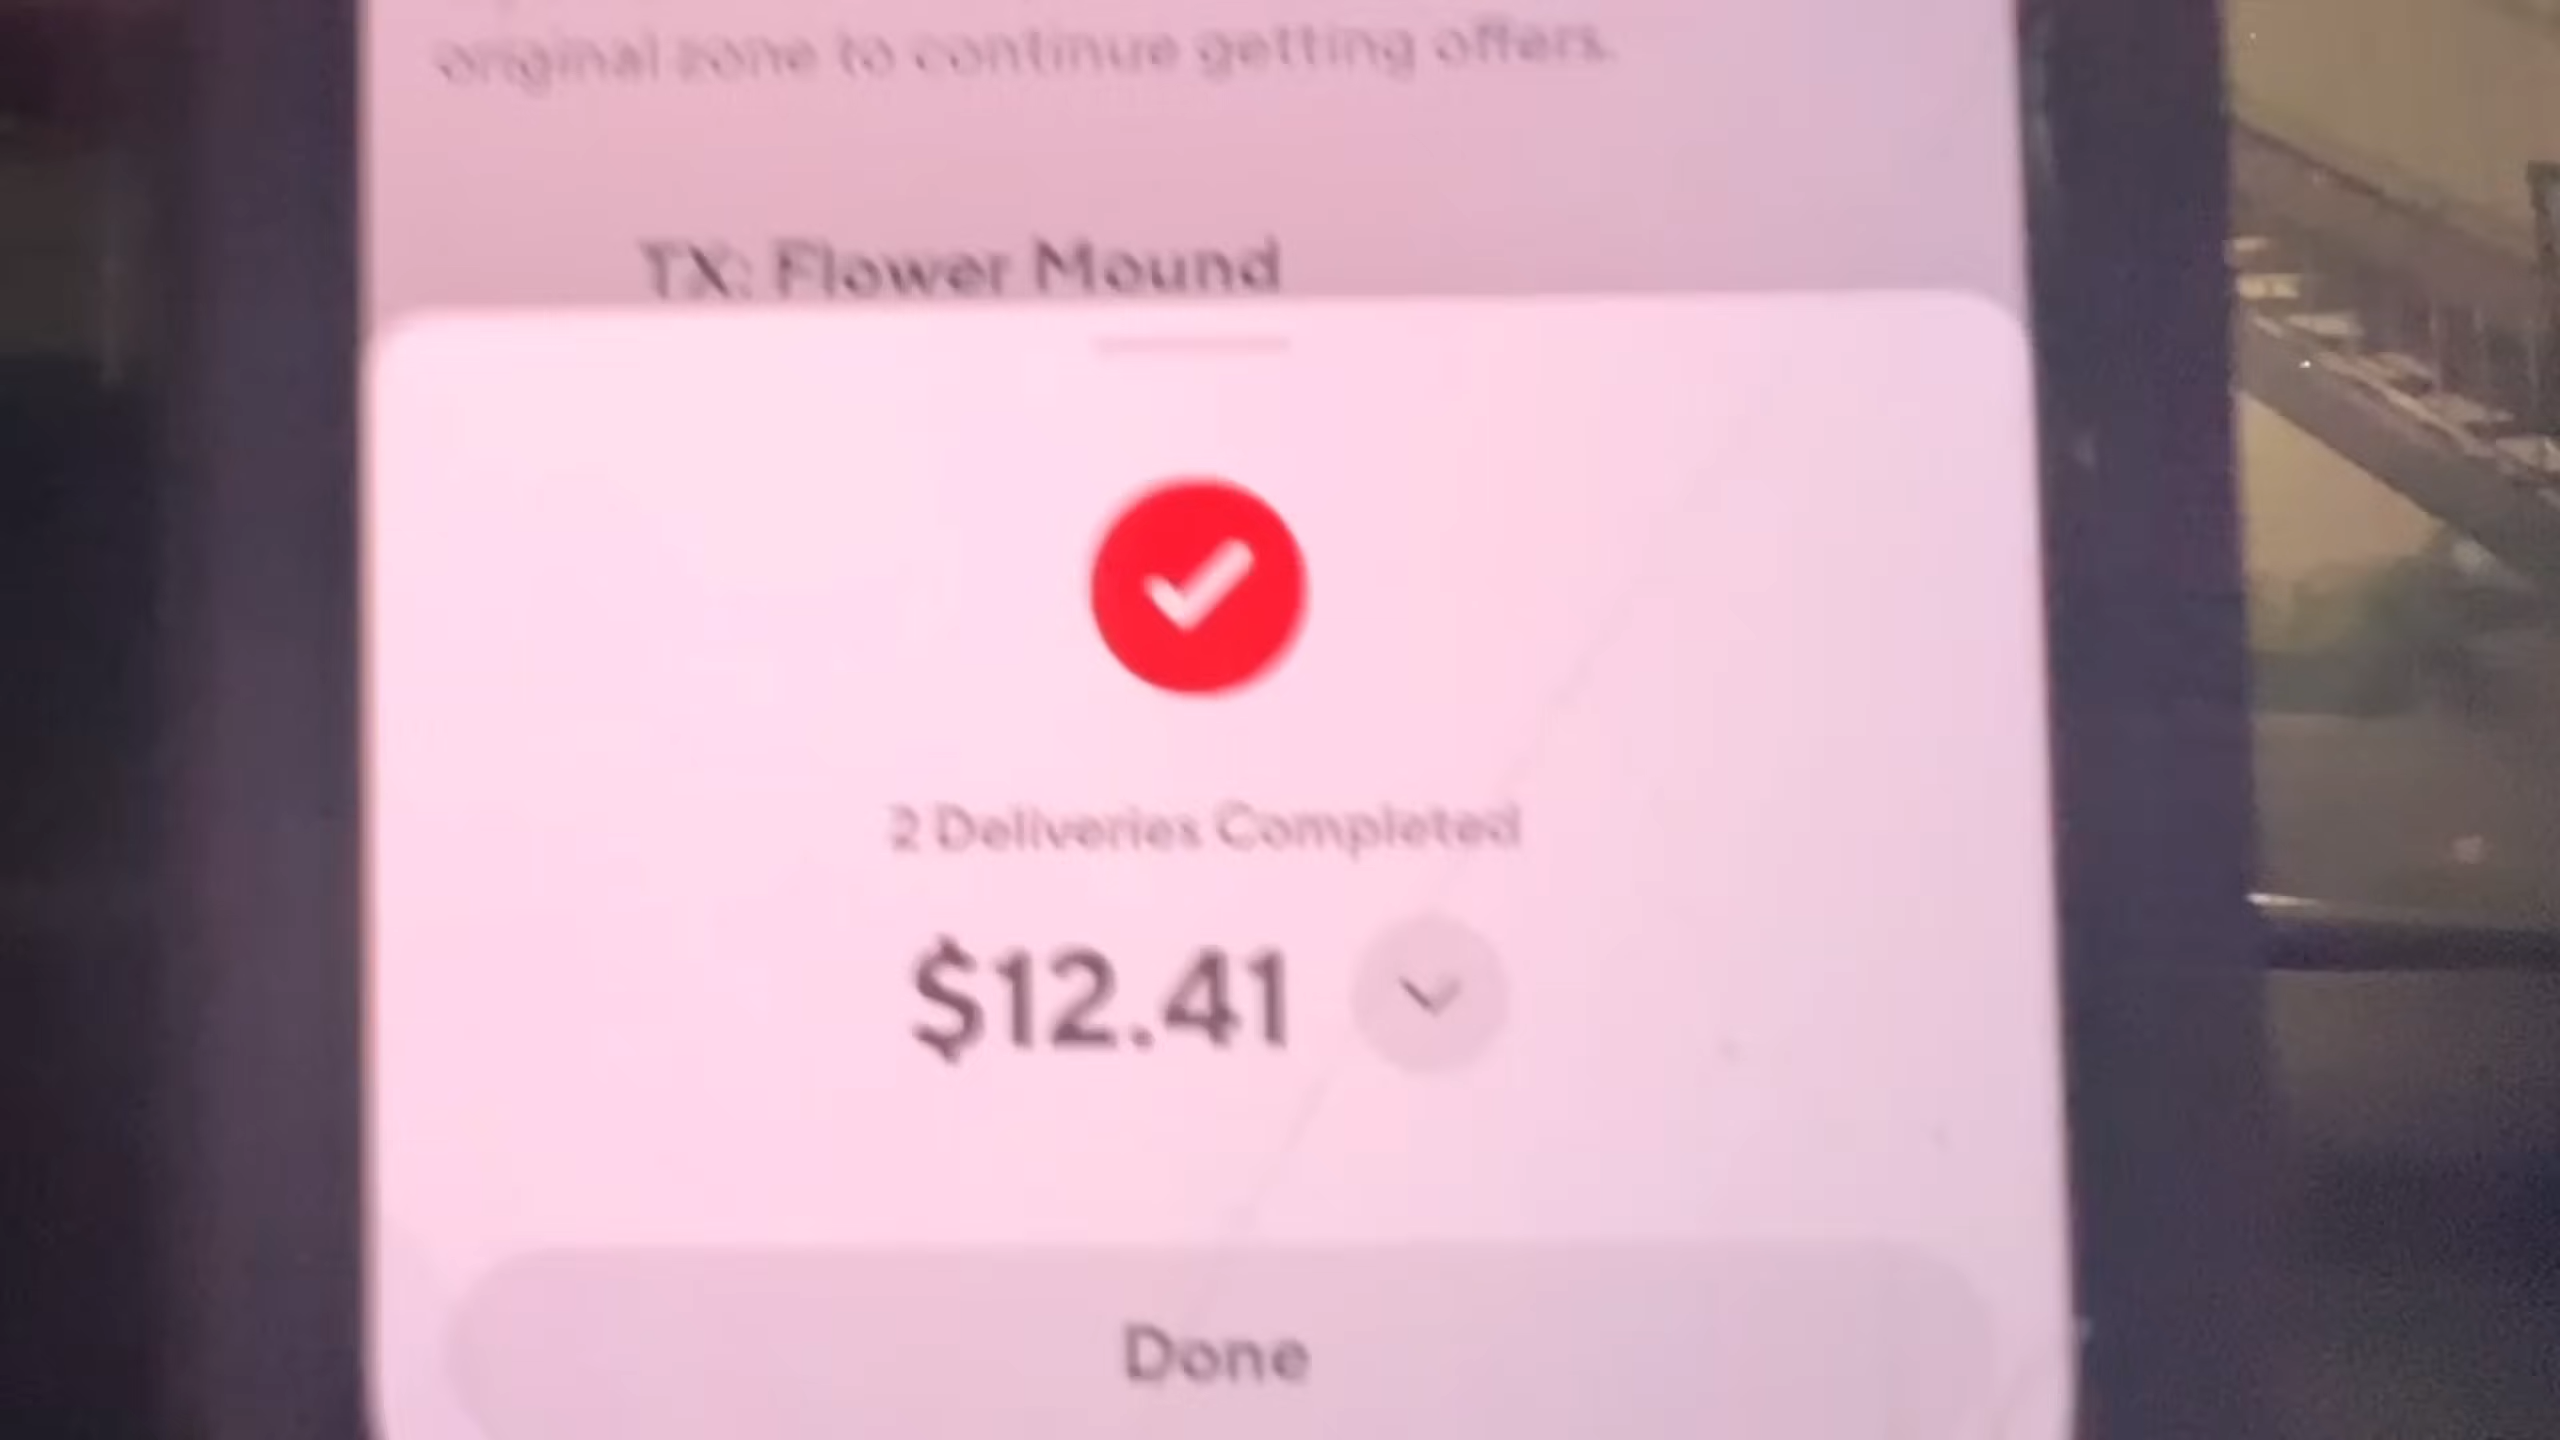 original zone to continue getting offers.
TX: Flower Mound
2 Deliveries Completed
$12.41
Done